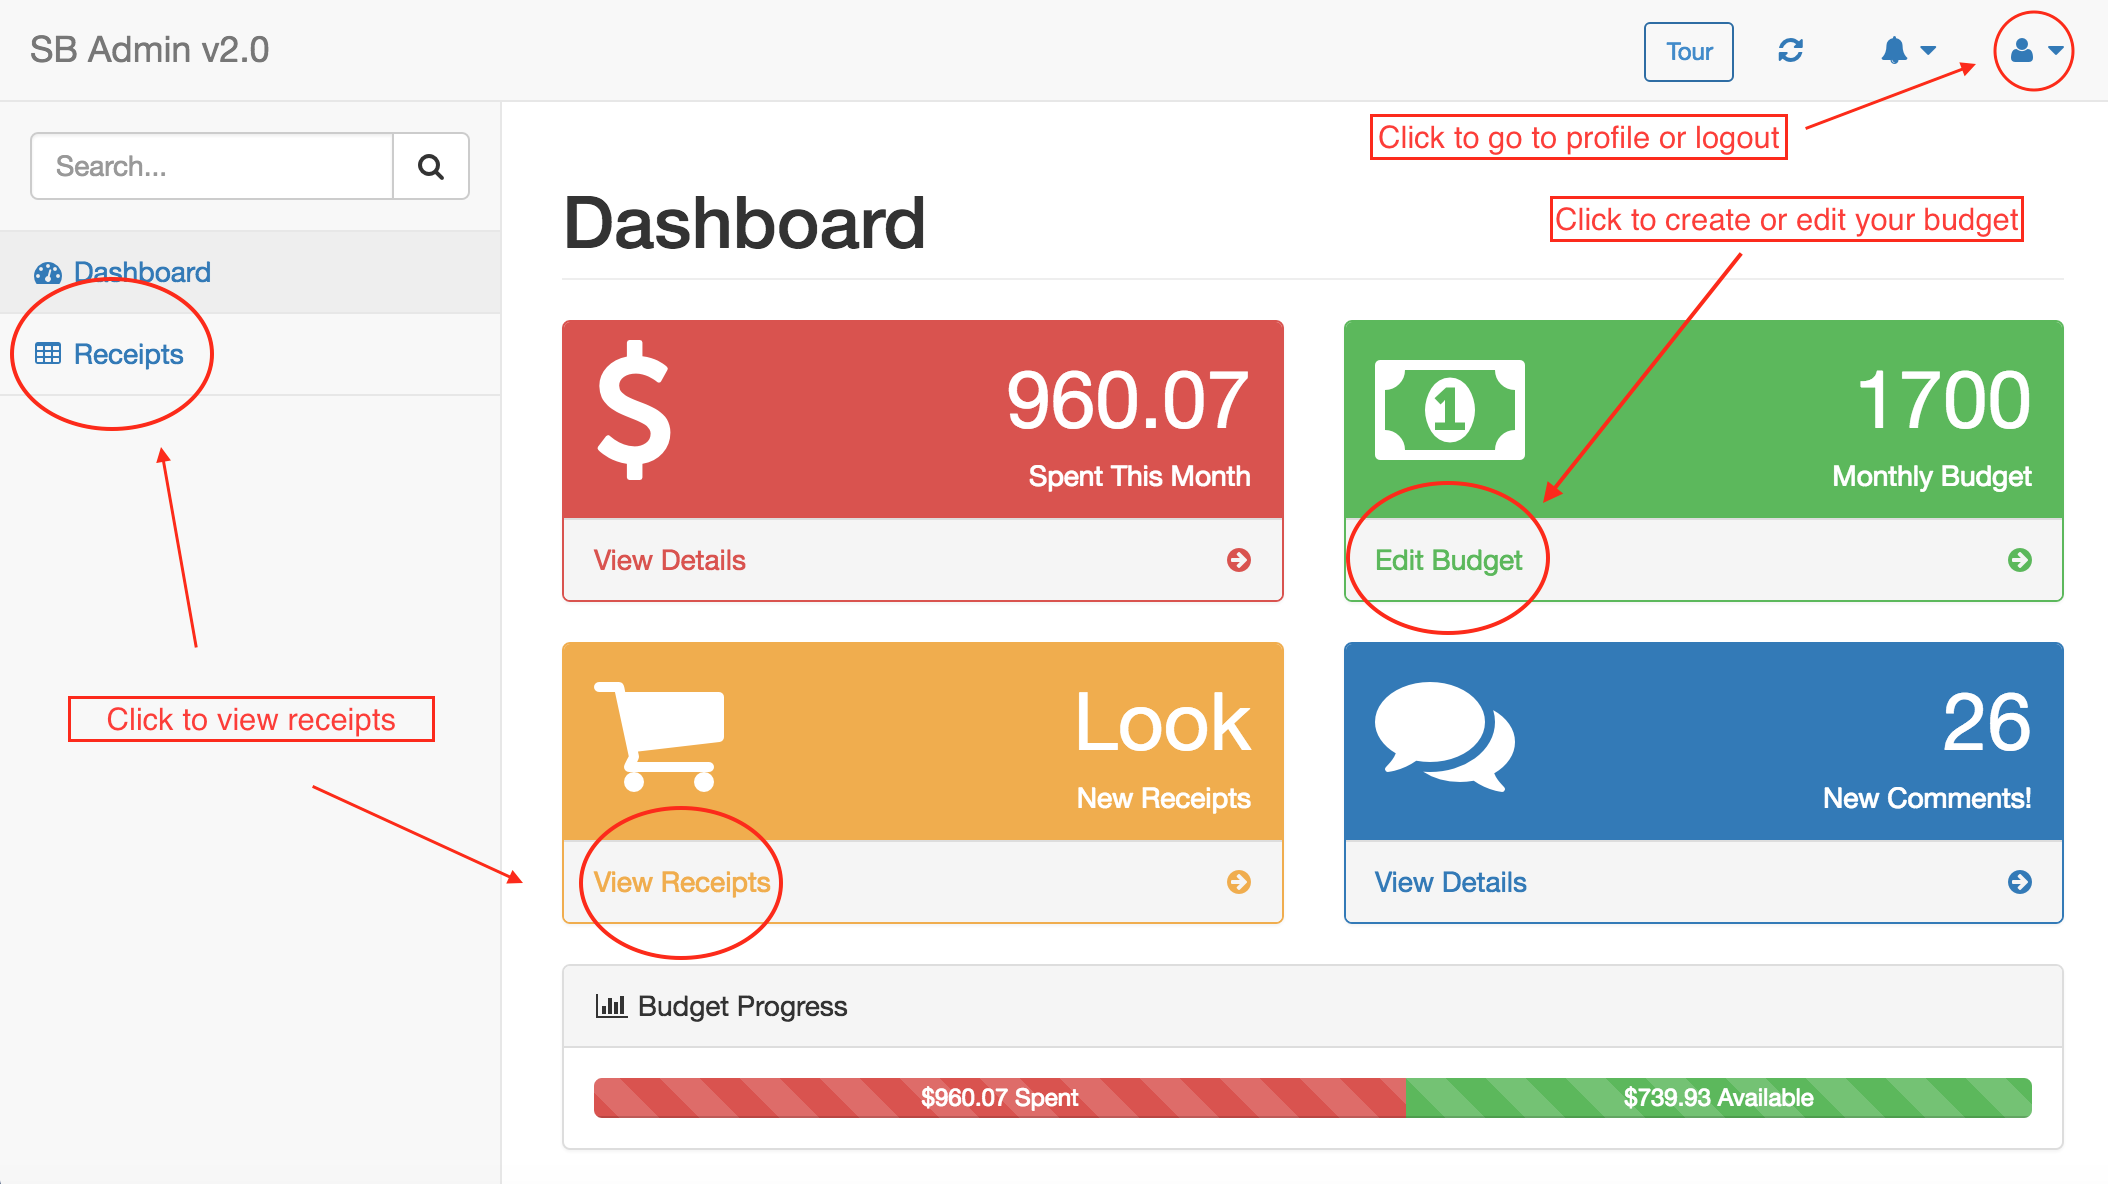 SB Admin v2.0
Tour
Click to go to profile or logout
Search...
Dashboard
Click to create or edit your budget
Dashboard
Receipts
960.07
Spent This Month
View Details
1
1700
Monthly Budget
Edit Budget
Click to view receipts
Look
New Receipts
View Receipts
26
New Comments!
View Details
Budget Progress
$960.07 Spent
$739.93 Available